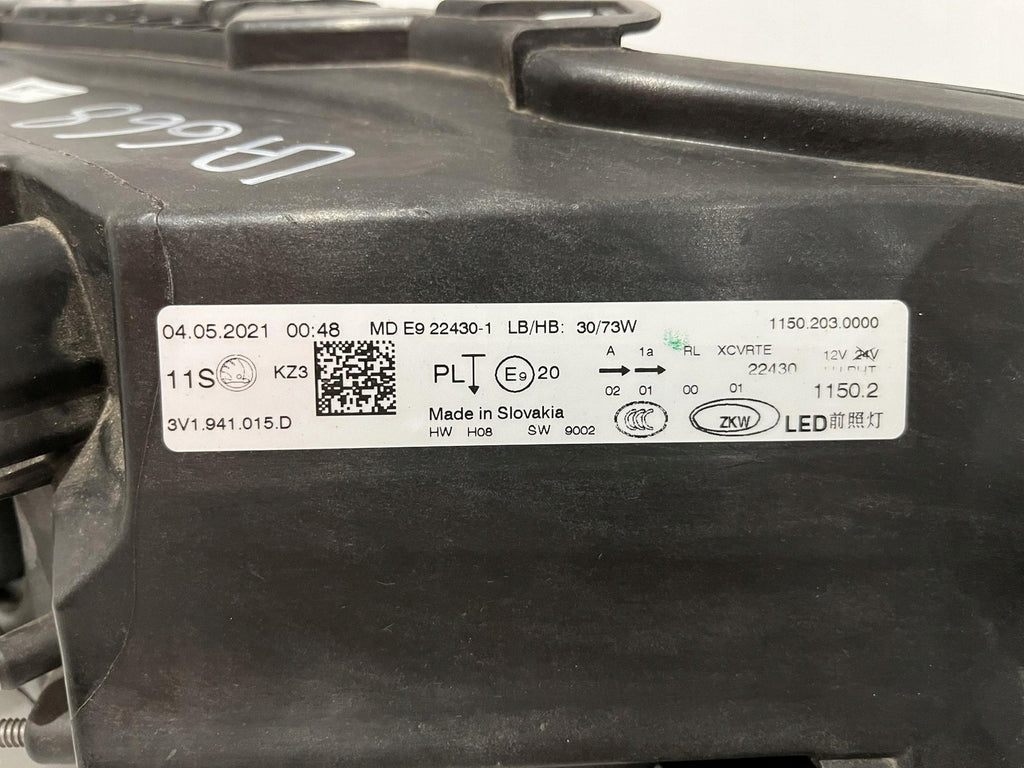 LA668
04.05.2021 00:48 MD E9 22430-1 LB/HB: 30/73W 1150.203.0000
A 1a RL XCVRTE 12V 24V
11S KZ3 PL E9 20 22430
02 01 00 01 1150.2
3V1.941.015.D Made in Slovakia CCC ZKW LED前照灯
HW H08 SW 9002